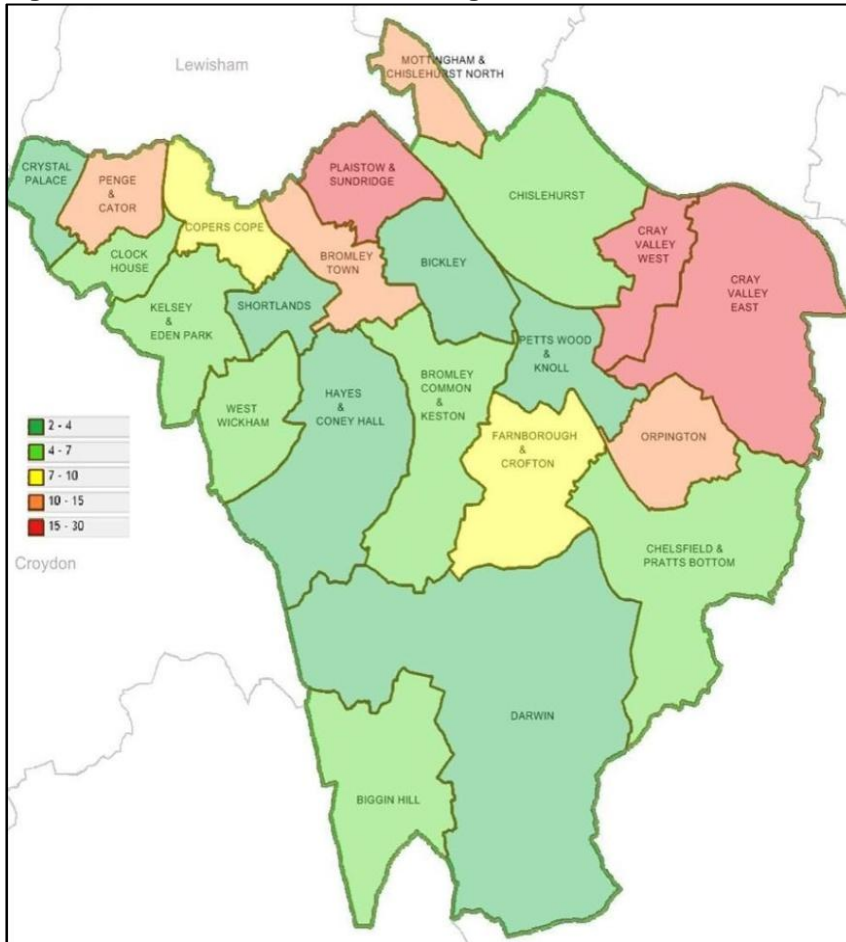 Lewisham
MOTTINGHAM &
CHISLEHURST NORTH
CRYSTAL
PALACE
PENGE
&
CATOR
PLAISTOW &
SUNDRIDGE
CHISLEHURST
COPERS COPE
CLOCK
HOUSE
BROMLEY
TOWN
BICKLEY
CRAY
VALLEY
WEST
CRAY
VALLEY
EAST
KELSEY
&
EDEN PARK
SHORTLANDS
PETTS WOOD
&
KNOLL
WEST
WICKHAM
HAYES
&
CONEY HALL
BROMLEY
COMMON
&
KESTON
FARNBOROUGH
&
CROFTON
ORPINGTON
2 - 4
4 - 7
7 - 10
10 - 15
15 - 30
Croydon
CHELSFIELD &
PRATTS BOTTOM
DARWIN
BIGGIN HILL